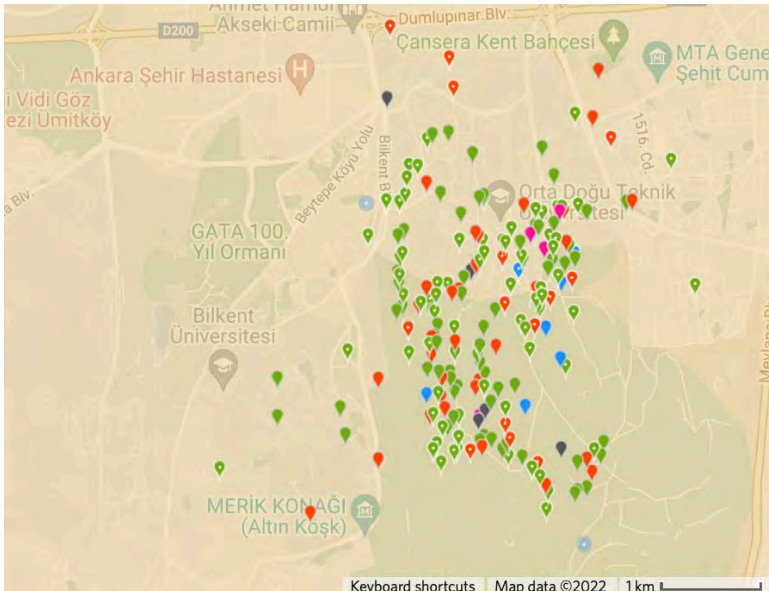 Ahmet Hamdi
Akseki Camii
Dumlupınar Blv.
D200
Çansera Kent Bahçesi
MTA Gene
Şehit Cum
Ankara Şehir Hastanesi
H
i Vidi Göz
ezi Ümitköy
Beytepe Köyü Yolu
Bilkent B
1516. Cd.
a Blv.
Orta Doğu Teknik
Üniversitesi
GATA 100.
Yıl Ormanı
Bilkent
Üniversitesi
Mevlana B
MERİK KONAĞI
(Altın Köşk)
Keyboard shortcuts
Map data ©2022
1 km